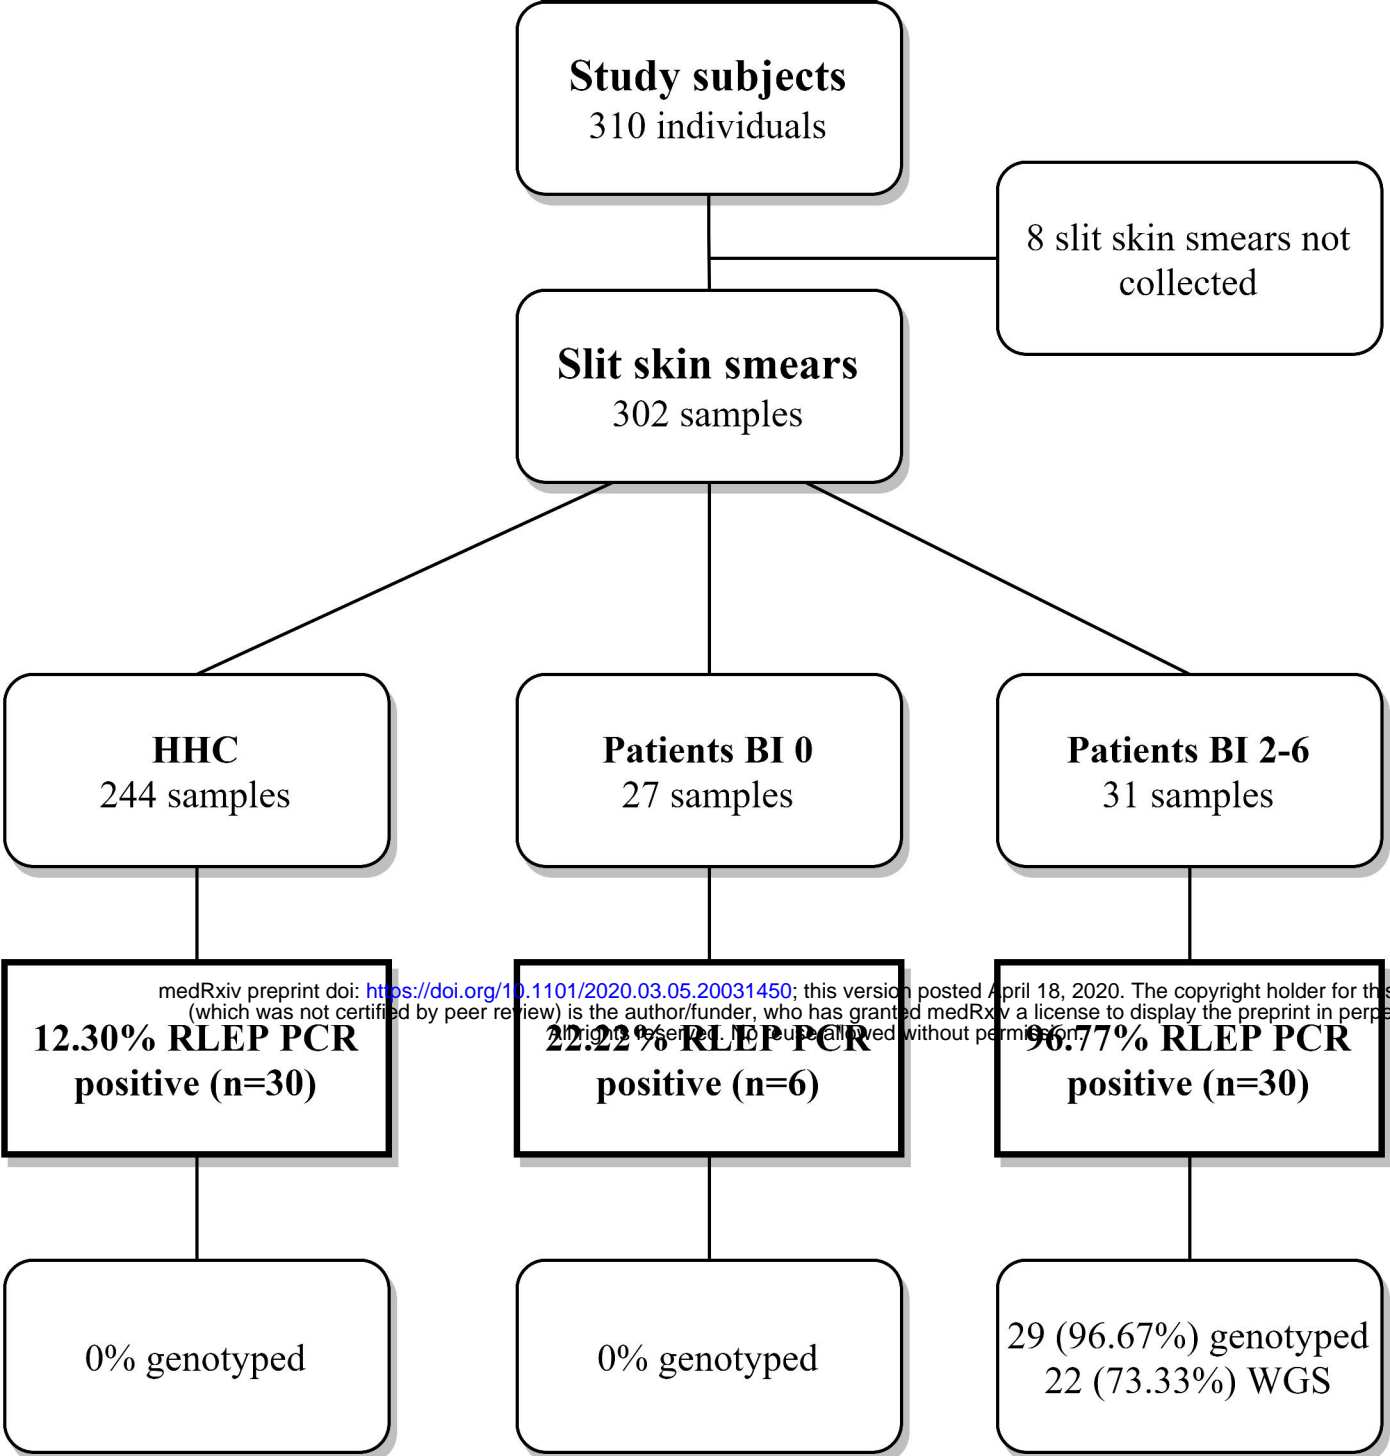 Study subjects
310 individuals
8 slit skin smears not
collected
Slit skin smears
302 samples
HHC
244 samples
Patients BI 0
27 samples
Patients BI 2-6
31 samples
medRxiv preprint doi: https://doi.org/10.1101/2020.03.05.20031450; this version posted April 18, 2020. The copyright holder for this
(which was not certified by peer review) is the author/funder, who has granted medRxiv a license to display the preprint in perpe
All rights reserved. No reuse allowed without permission.
12.30% RLEP PCR
positive (n=30)
22.22% RLEP PCR
positive (n=6)
96.77% RLEP PCR
positive (n=30)
0% genotyped
0% genotyped
29 (96.67%) genotyped
22 (73.33%) WGS